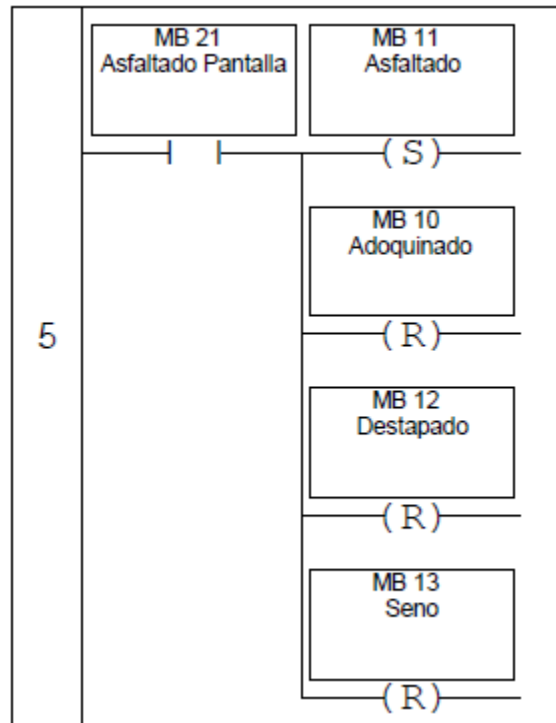 MB 21
Asfaltado Pantalla
MB 11
Asfaltado
(S)
MB 10
Adoquinado
(R)
5
MB 12
Destapado
(R)
MB 13
Seno
(R)